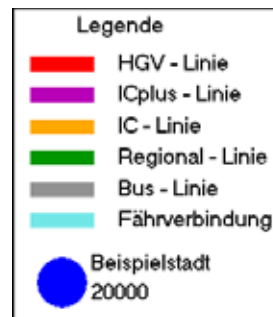 Legende
HGV - Linie
ICplus - Linie
IC - Linie
Regional - Linie
Bus - Linie
Fährverbindung
Beispielstadt
20000